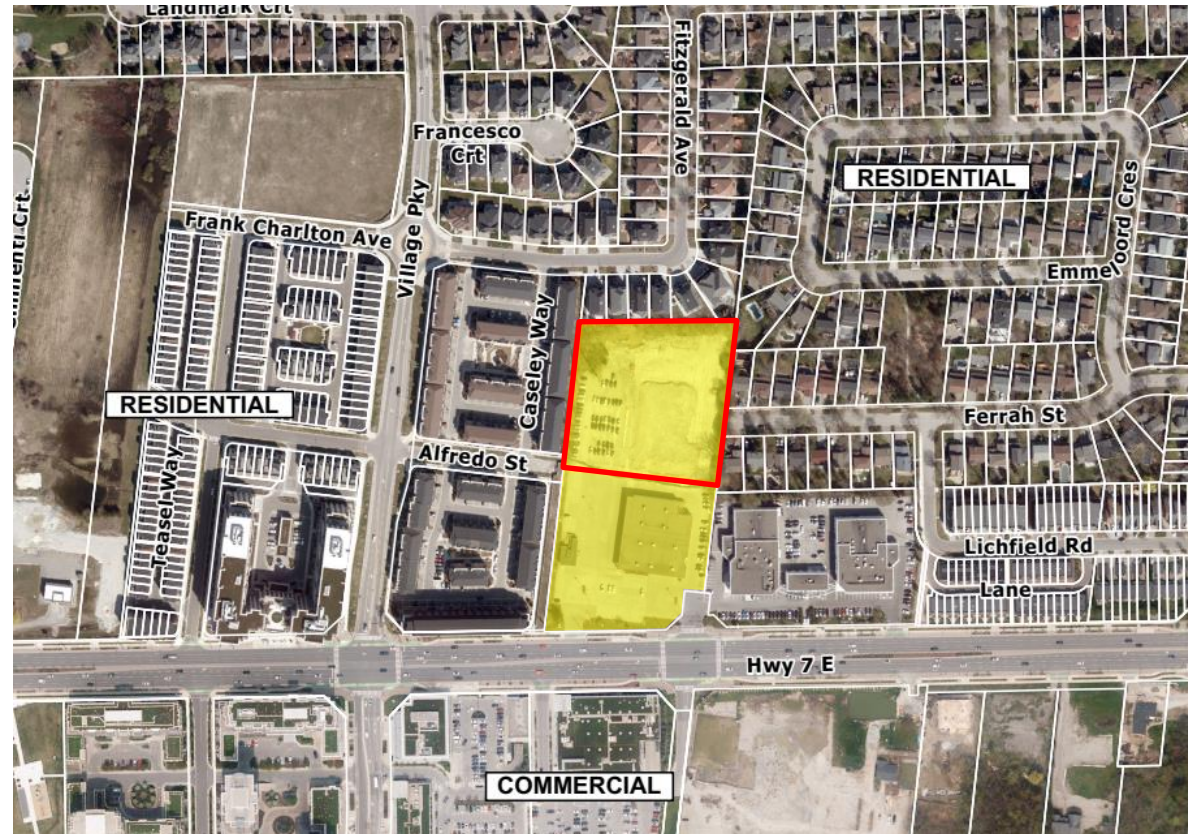 Landmark Crt
Fitzgerald Ave
Francesco
Crt
RESIDENTIAL
Village Pky
Emmeloord Cres
Frank Charlton Ave
Caseley Way
RESIDENTIAL
Ferrah St
Alfredo St
Teasel Way
Lichfield Rd
Lane
Hwy 7 E
COMMERCIAL